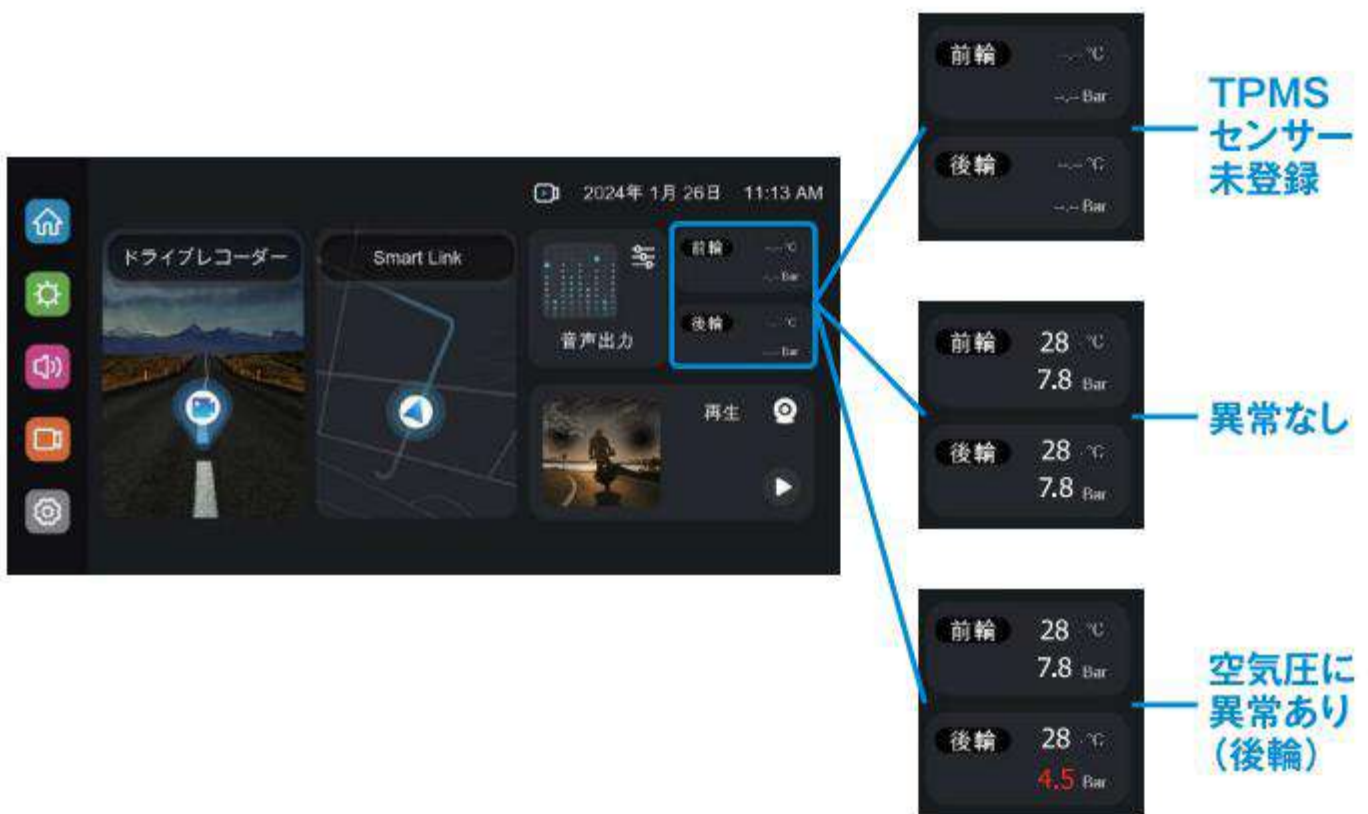 2024年 1月 26日 11:13 AM
ドライブレコーダー
Smart Link
音声出力
前輪 --.-- ℃
--.-- Bar
後輪 --.-- ℃
--.-- Bar
再生
前輪 --.-- ℃
--.-- Bar
後輪 --.-- ℃
--.-- Bar
TPMS
センサー
未登録
前輪 28 ℃
7.8 Bar
後輪 28 ℃
7.8 Bar
異常なし
前輪 28 ℃
7.8 Bar
後輪 28 ℃
4.5 Bar
空気圧に
異常あり
(後輪)